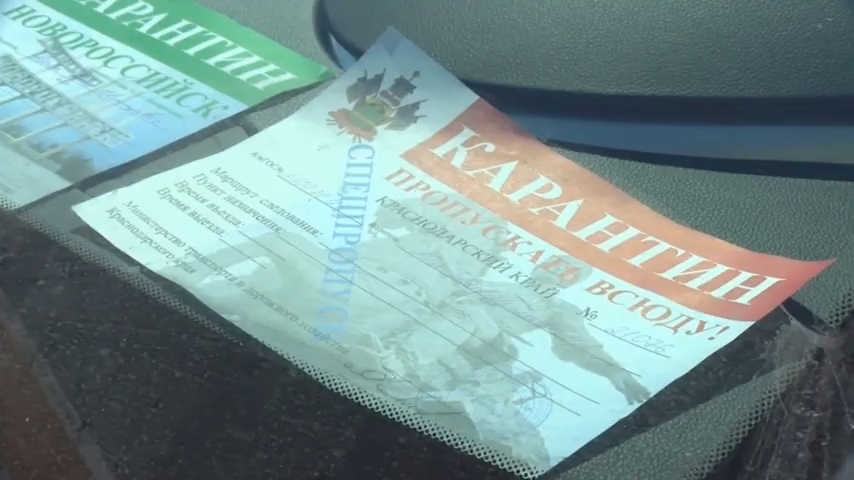 КАРАНТИН
НОВОРОССИЙСК
КАРАНТИН
ПРОПУСКАТЬ ВСЮДУ!
КРАСНОДАРСКИЙ КРАЙ №
СПЕЦПРОПУСК
А/мГос№
Маршрут следования:
Пункт назначения:
Время въезда:
Время выезда:
Министерство транспорта и дорожного хозяйства
Краснодарского края